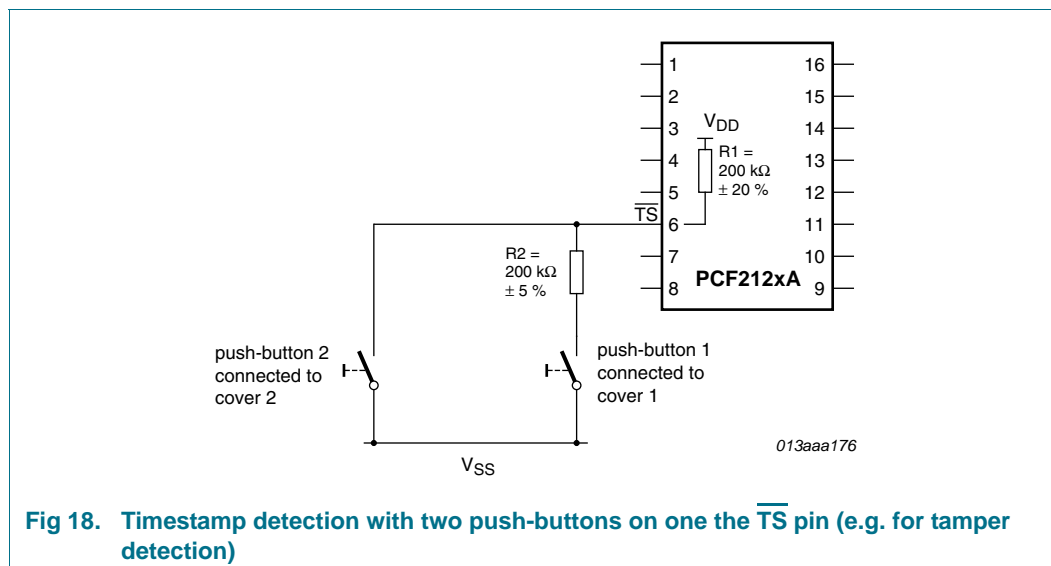 1
2
3
4
5
6
7
8
16
15
14
13
12
11
10
9
VDD
R1 =
200 kΩ
± 20 %
TS
PCF212xA
R2 =
200 kΩ
± 5 %
push-button 2
connected to
cover 2
push-button 1
connected to
cover 1
VSS
013aaa176
Fig 18. Timestamp detection with two push-buttons on one the TS pin (e.g. for tamper
detection)